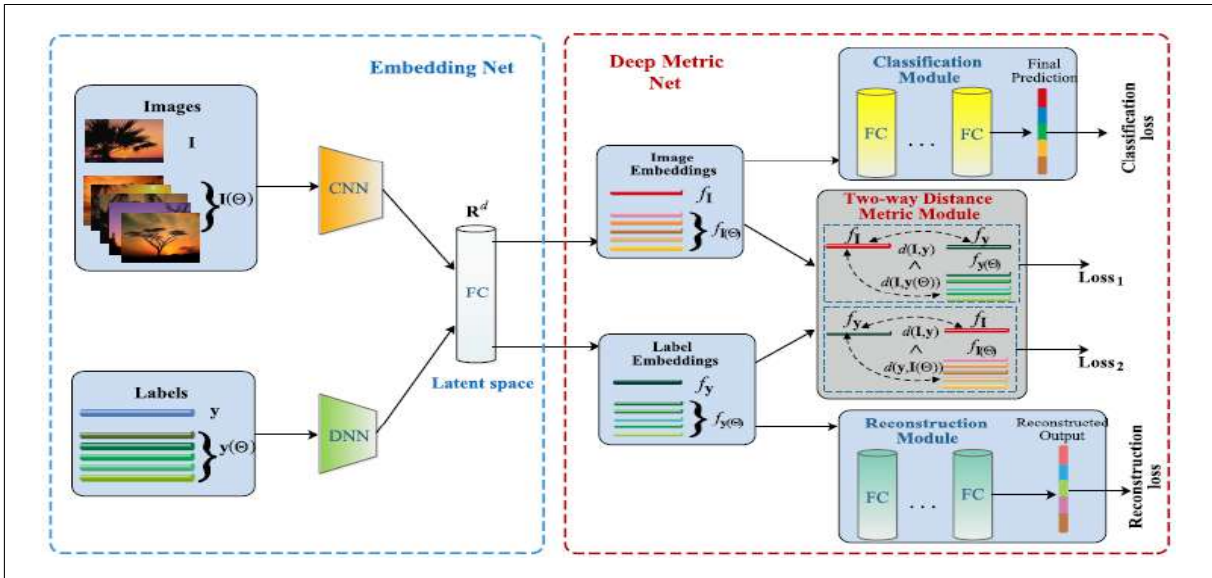 Embedding Net
Images
I
I(Θ)
CNN
Labels
y
y(Θ)
DNN
R^d
FC
Latent space
Deep Metric
Net
Image
Embeddings
f_I
f_I(Θ)
Label
Embeddings
f_y
f_y(Θ)
Classification
Module
FC
...
FC
Final
Prediction
Classification
loss
Two-way Distance
Metric Module
f_I
f_y
d(I,y)
f_y(Θ)
<
d(I,y(Θ))
Loss1
f_y
f_I
d(I,y)
f_I(Θ)
<
d(y,I(Θ))
Loss2
Reconstruction
Module
FC
...
FC
Reconstructed
Output
Reconstruction
loss